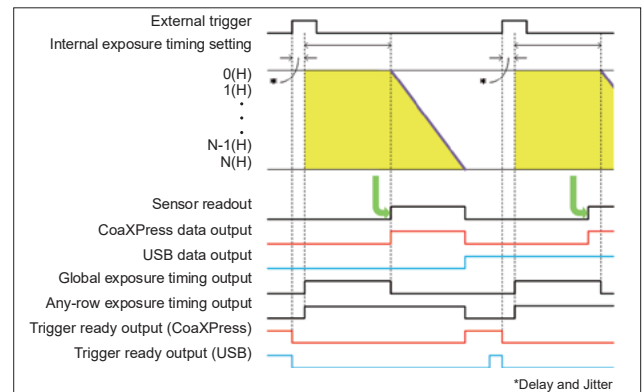 External trigger
Internal exposure timing setting
*
*
0(H)
1(H)
•
•
•
N-1(H)
N(H)
Sensor readout
CoaXPress data output
USB data output
Global exposure timing output
Any-row exposure timing output
Trigger ready output (CoaXPress)
Trigger ready output (USB)
*Delay and Jitter